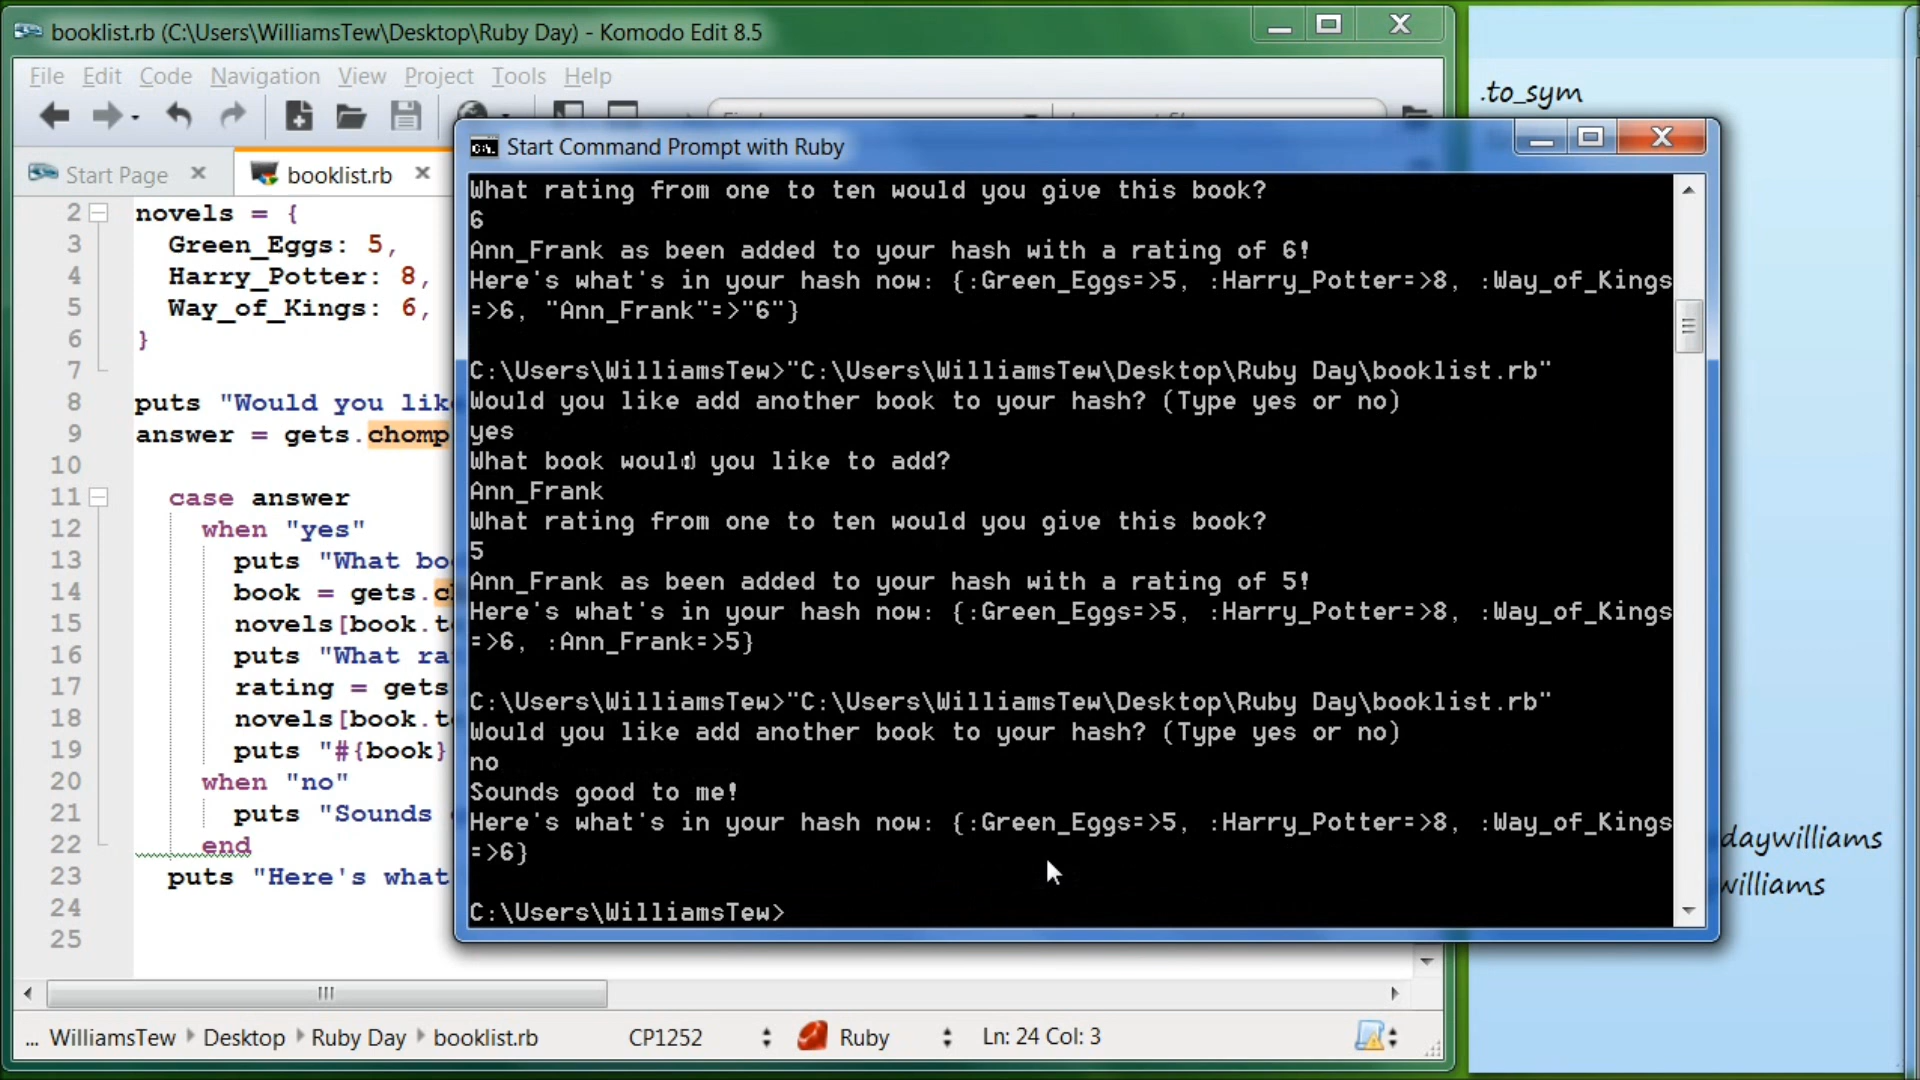 booklist.rb (C:\Users\WilliamsTew\Desktop\Ruby Day) - Komodo Edit 8.5
File Edit Code Navigation View Project Tools Help
.to_sym
Start Page booklist.rb
2 novels = {
3 Green_Eggs: 5,
4 Harry_Potter: 8,
5 Way_of_Kings: 6,
6 }
7
8 puts "Would you lik
9 answer = gets.chomp
10
11 case answer
12 when "yes"
13 puts "What bo
14 book = gets.c
15 novels[book.t
16 puts "What ra
17 rating = gets
18 novels[book.t
19 puts "#{book}
20 when "no"
21 puts "Sounds
22 end
23 puts "Here's what
24
25
Start Command Prompt with Ruby
What rating from one to ten would you give this book?
6
Ann_Frank as been added to your hash with a rating of 6!
Here's what's in your hash now: {:Green_Eggs=>5, :Harry_Potter=>8, :Way_of_Kings
=>6, "Ann_Frank"=>"6"}
C:\Users\WilliamsTew>"C:\Users\WilliamsTew\Desktop\Ruby Day\booklist.rb"
Would you like add another book to your hash? (Type yes or no)
yes
What book would you like to add?
Ann_Frank
What rating from one to ten would you give this book?
5
Ann_Frank as been added to your hash with a rating of 5!
Here's what's in your hash now: {:Green_Eggs=>5, :Harry_Potter=>8, :Way_of_Kings
=>6, :Ann_Frank=>5}
C:\Users\WilliamsTew>"C:\Users\WilliamsTew\Desktop\Ruby Day\booklist.rb"
Would you like add another book to your hash? (Type yes or no)
no
Sounds good to me!
Here's what's in your hash now: {:Green_Eggs=>5, :Harry_Potter=>8, :Way_of_Kings
=>6}
C:\Users\WilliamsTew>
daywilliams
williams
... WilliamsTew Desktop Ruby Day booklist.rb CP1252 Ruby Ln: 24 Col: 3